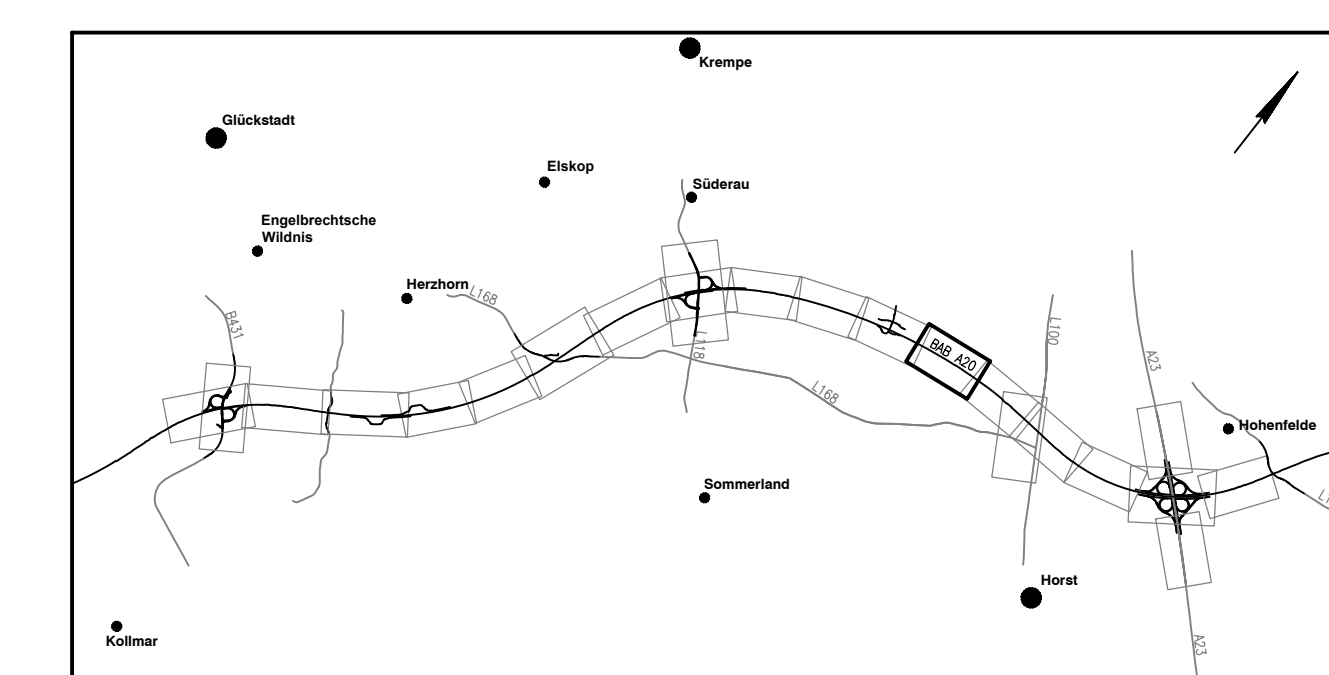 Krempe
Glückstadt
Elskop
Süderau
Engelbrechtsche
Wildnis
Herzhorn
L168
B431
L118
L100
BAB A20
A23
L168
Hohenfelde
Sommerland
Horst
Kollmar
A23